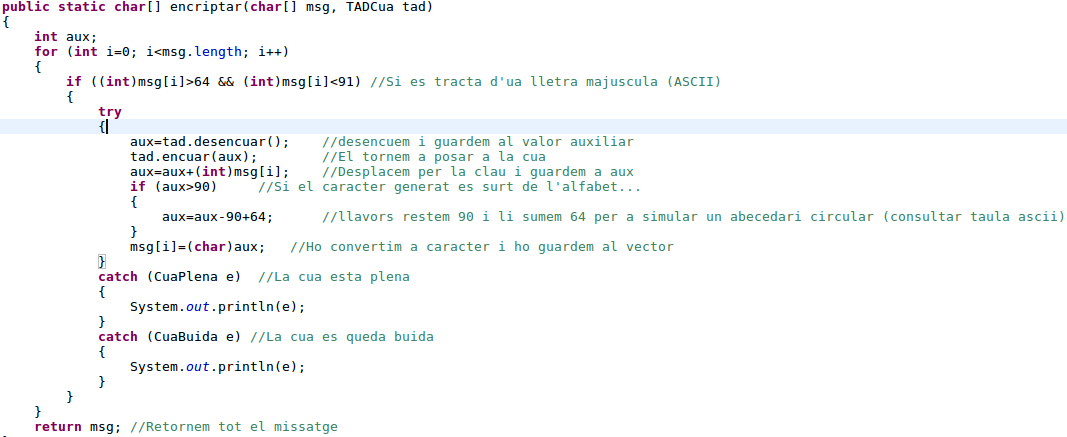 public static char[] encriptar(char[] msg, TADCua tad)
{
    int aux;
    for (int i=0; i<msg.length; i++)
    {
        if ((int)msg[i]>64 && (int)msg[i]<91) //Si es tracta d'ua lletra majuscula (ASCII)
        {
            try
            {
                aux=tad.desencuar();    //desencuem i guardem al valor auxiliar
                tad.encuar(aux);        //El tornem a posar a la cua
                aux=aux+(int)msg[i];    //Desplacem per la clau i guardem a aux
                if (aux>90)     //Si el caracter generat es surt de l'alfabet...
                {
                    aux=aux-90+64;      //llavors restem 90 i li sumem 64 per a simular un abecedari circular (consultar taula ascii)
                }
                msg[i]=(char)aux;   //Ho convertim a caracter i ho guardem al vector
            }
            catch (CuaPlena e)  //La cua esta plena
            {
                System.out.println(e);
            }
            catch (CuaBuida e) //La cua es queda buida
            {
                System.out.println(e);
            }
        }
    }
    return msg; //Retornem tot el missatge